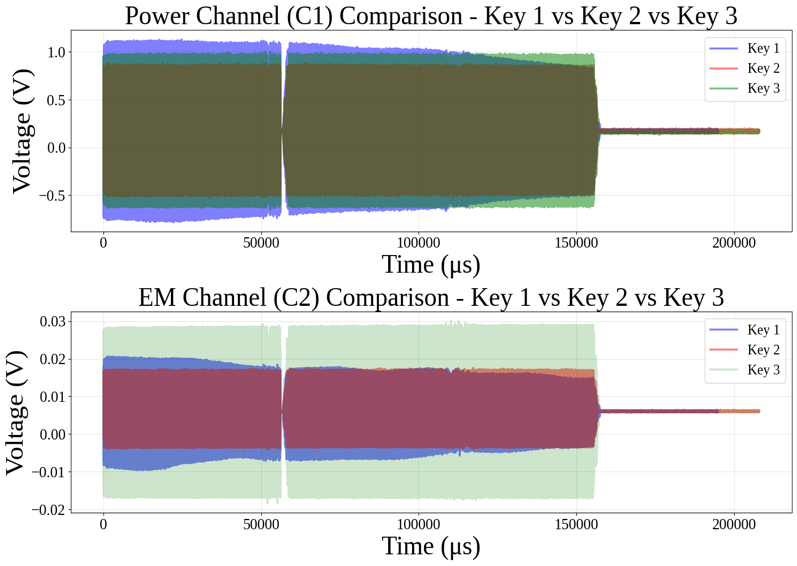 Power Channel (C1) Comparison - Key 1 vs Key 2 vs Key 3
1.0
0.5
0.0
−0.5
Voltage (V)
Key 1
Key 2
Key 3
0 50000 100000 150000 200000
Time (μs)
EM Channel (C2) Comparison - Key 1 vs Key 2 vs Key 3
0.03
0.02
0.01
0.00
−0.01
−0.02
Voltage (V)
Key 1
Key 2
Key 3
0 50000 100000 150000 200000
Time (μs)